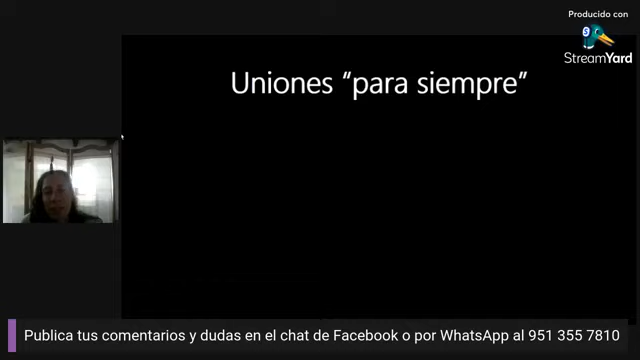 Producido con
StreamYard
Uniones “para siempre”
Publica tus comentarios y dudas en el chat de Facebook o por WhatsApp al 951 355 7810